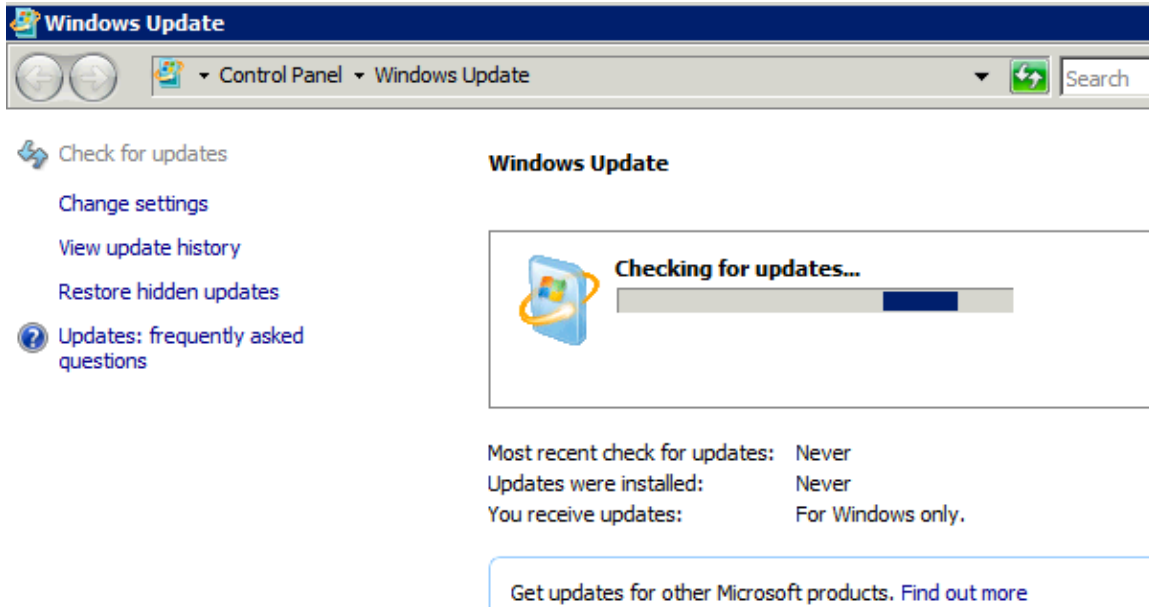 Windows Update
Control Panel Windows Update
Search
Check for updates
Change settings
View update history
Restore hidden updates
Updates: frequently asked
questions
Windows Update
Checking for updates...
Most recent check for updates: Never
Updates were installed: Never
You receive updates: For Windows only.
Get updates for other Microsoft products. Find out more